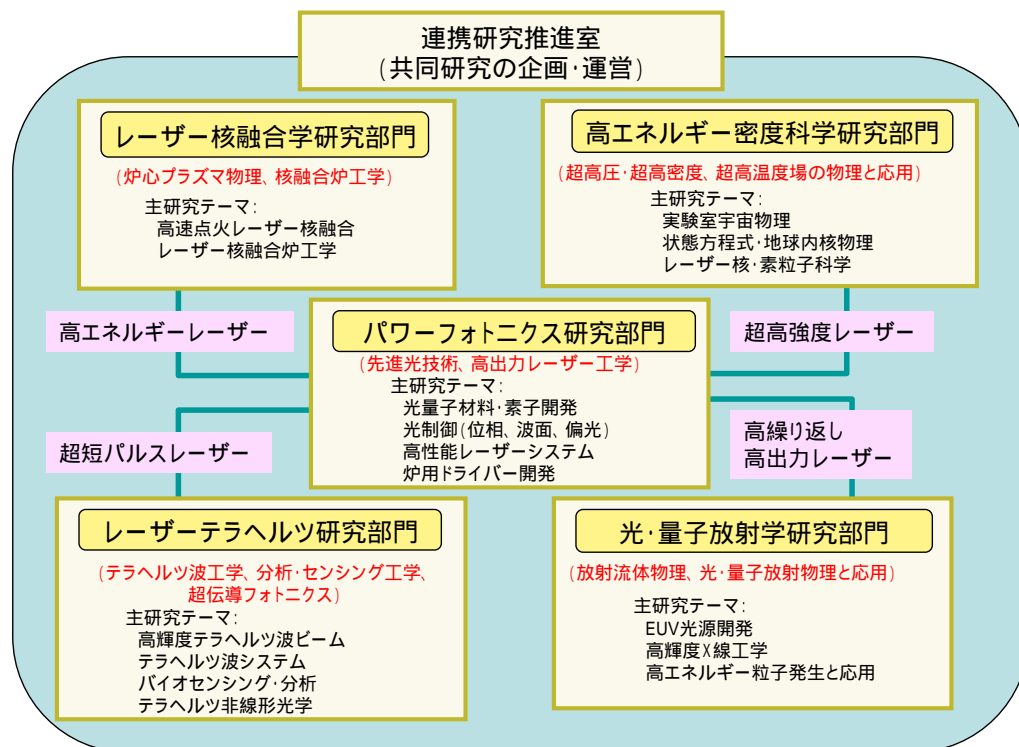 連携研究推進室
(共同研究の企画･運営)
レーザー核融合学研究部門
(炉心プラズマ物理、核融合炉工学)
主研究テーマ:
高速点火レーザー核融合
レーザー核融合炉工学
高エネルギー密度科学研究部門
(超高圧･超高密度、超高温度場の物理と応用)
主研究テーマ:
実験室宇宙物理
状態方程式･地球内核物理
レーザー核･素粒子科学
高エネルギーレーザー
超高強度レーザー
パワーフォトニクス研究部門
(先進光技術、高出力レーザー工学)
主研究テーマ:
光量子材料･素子開発
光制御(位相、波面、偏光)
高性能レーザーシステム
炉用ドライバー開発
超短パルスレーザー
高繰り返し
高出力レーザー
レーザーテラヘルツ研究部門
(テラヘルツ波工学、分析･センシング工学、
超伝導フォトニクス)
主研究テーマ:
高輝度テラヘルツ波ビーム
テラヘルツ波システム
バイオセンシング･分析
テラヘルツ非線形光学
光･量子放射学研究部門
(放射流体物理、光･量子放射物理と応用)
主研究テーマ:
EUV光源開発
高輝度X線工学
高エネルギー粒子発生と応用